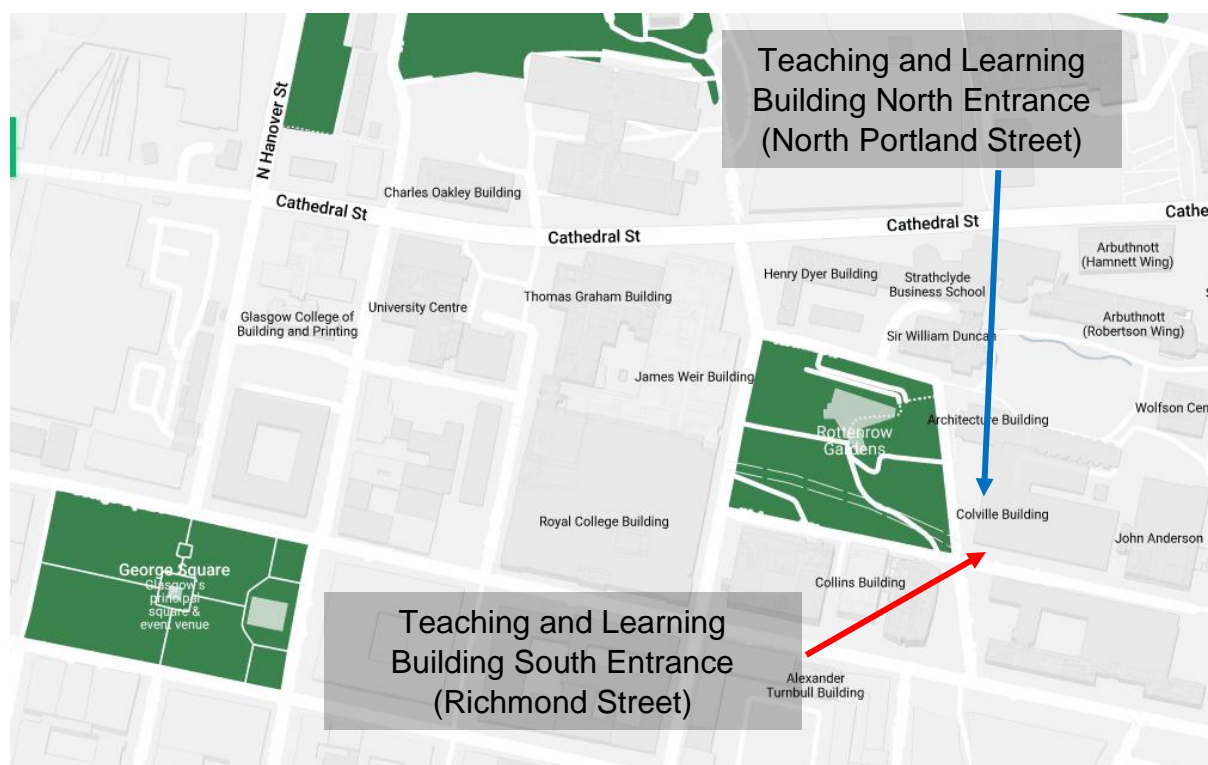 Teaching and Learning
Building North Entrance
(North Portland Street)
N Hanover St
Charles Oakley Building
Cathedral St
Cathedral St
Cathedral St
Cathe
Arbuthnott
(Hamnett Wing)
Henry Dyer Building
Strathclyde
Business School
Thomas Graham Building
University Centre
Glasgow College of
Building and Printing
Arbuthnott
(Robertson Wing)
Sir William Duncan
James Weir Building
Wolfson Cen
Architecture Building
Rottenrow
Gardens
Colville Building
Royal College Building
John Anderson
George Square
Glasgow's
principal
square &
event venue
Collins Building
Teaching and Learning
Building South Entrance
(Richmond Street)
Alexander
Turnbull Building